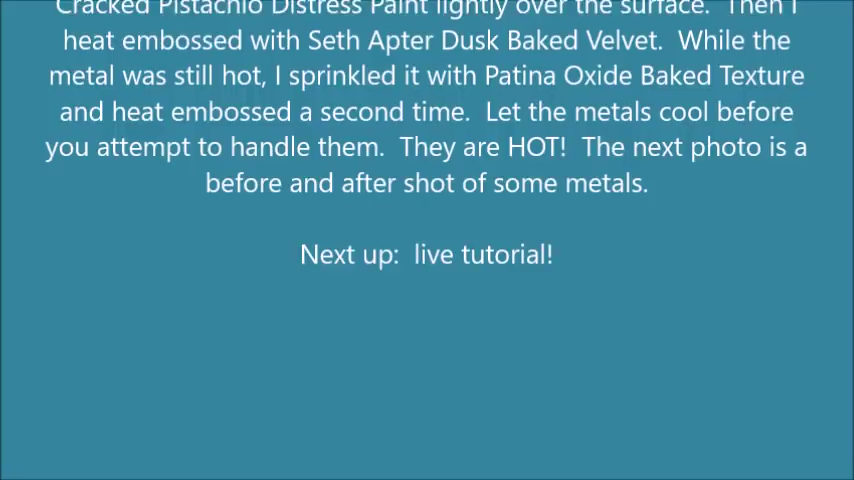 Cracked Pistachio Distress Paint lightly over the surface.  Then I
heat embossed with Seth Apter Dusk Baked Velvet.  While the
metal was still hot, I sprinkled it with Patina Oxide Baked Texture
and heat embossed a second time.  Let the metals cool before
you attempt to handle them.  They are HOT!  The next photo is a
before and after shot of some metals.
Next up:  live tutorial!